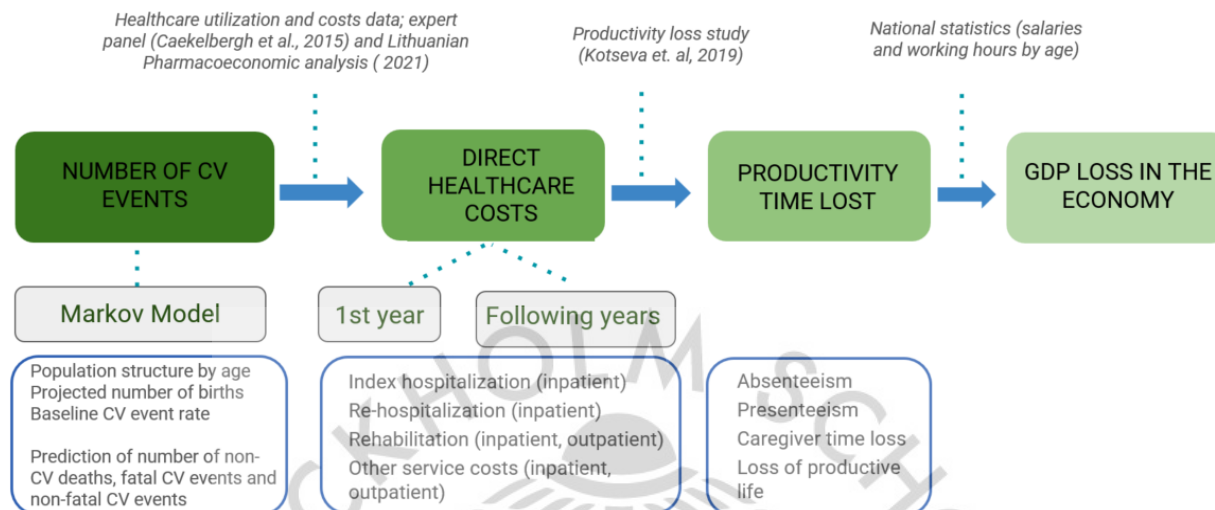 Healthcare utilization and costs data; expert
panel (Caekelbergh et al., 2015) and Lithuanian
Pharmacoeconomic analysis ( 2021)
Productivity loss study
(Kotseva et. al, 2019)
National statistics (salaries
and working hours by age)
NUMBER OF CV
EVENTS
DIRECT
HEALTHCARE
COSTS
PRODUCTIVITY
TIME LOST
GDP LOSS IN THE
ECONOMY
Markov Model
1st year
Following years
Population structure by age
Projected number of births
Baseline CV event rate
Prediction of number of non-
CV deaths, fatal CV events and
non-fatal CV events
Index hospitalization (inpatient)
Re-hospitalization (inpatient)
Rehabilitation (inpatient, outpatient)
Other service costs (inpatient,
outpatient)
Absenteeism
Presenteeism
Caregiver time loss
Loss of productive
life
CKHOLM SCHO